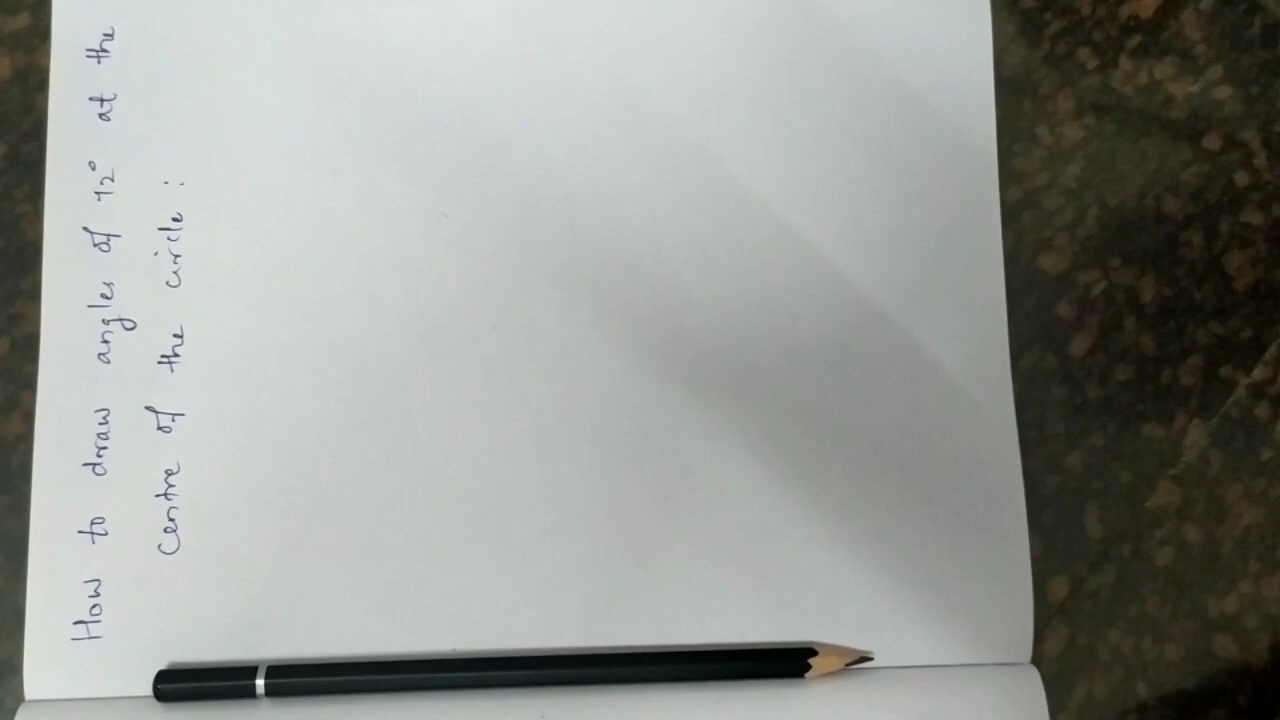 How to draw angles of 72° at the
centre of the circle: